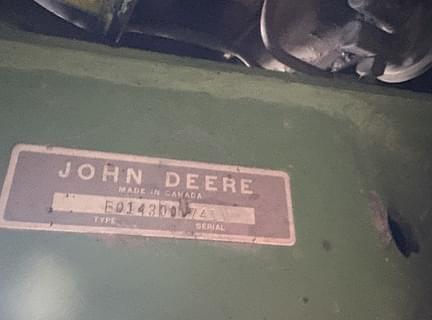 JOHN DEERE
MADE IN CANADA
TYPE SERIAL